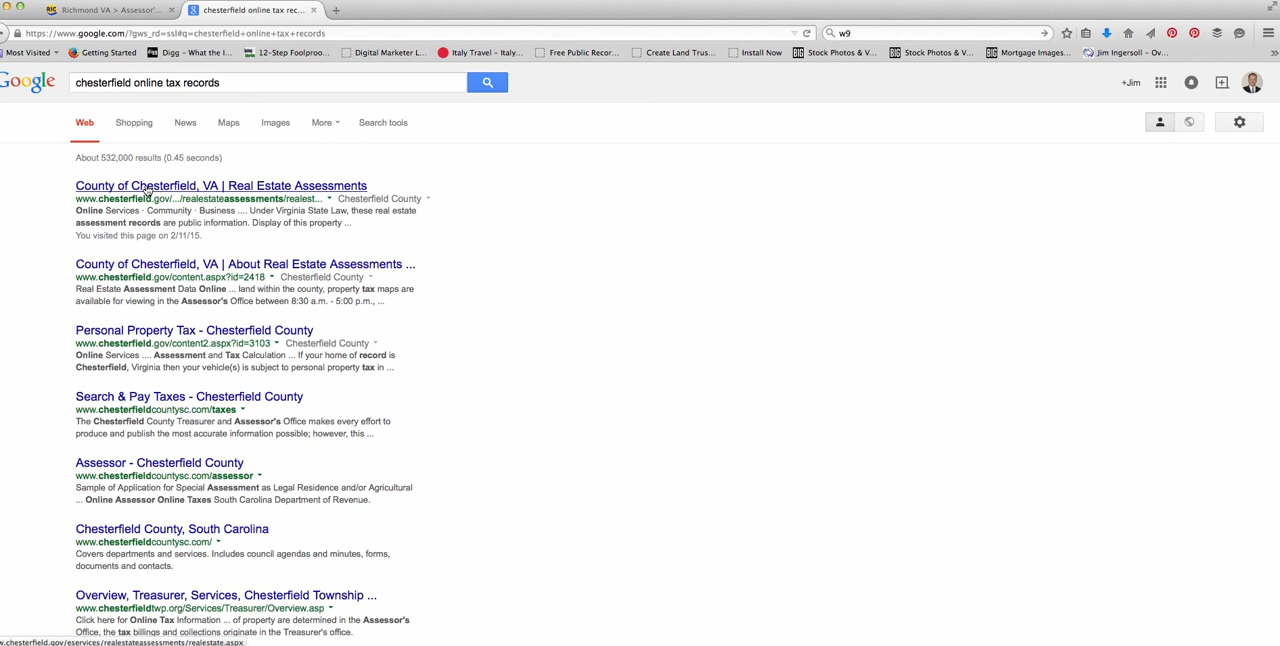 Richmond VA > Assessor'
chesterfield online tax rec...
https://www.google.com/?gws_rd=ssl#q=chesterfield+online+tax+records
w9
Most Visited
Getting Started
Digg - What the I...
12-Step Foolproo...
Digital Marketer L...
Italy Travel – Italy...
Free Public Recor...
Create Land Trus...
Install Now
Stock Photos & V...
Stock Photos & V...
Mortgage Images...
Jim Ingersoll - Ov...
Google
chesterfield online tax records
+Jim
Web
Shopping
News
Maps
Images
More
Search tools
About 532,000 results (0.45 seconds)
County of Chesterfield, VA | Real Estate Assessments
www.chesterfield.gov/.../realestateassessments/realest... Chesterfield County
Online Services · Community · Business .... Under Virginia State Law, these real estate
assessment records are public information. Display of this property ...
You visited this page on 2/11/15.
County of Chesterfield, VA | About Real Estate Assessments ...
www.chesterfield.gov/content.aspx?id=2418 Chesterfield County
Real Estate Assessment Data Online ... land within the county, property tax maps are
available for viewing in the Assessor's Office between 8:30 a.m. - 5:00 p.m., ...
Personal Property Tax - Chesterfield County
www.chesterfield.gov/content2.aspx?id=3103 Chesterfield County
Online Services .... Assessment and Tax Calculation ... If your home of record is
Chesterfield, Virginia then your vehicle(s) is subject to personal property tax in ...
Search & Pay Taxes - Chesterfield County
www.chesterfieldcountysc.com/taxes
The Chesterfield County Treasurer and Assessor's Office makes every effort to
produce and publish the most accurate information possible; however, this ...
Assessor - Chesterfield County
www.chesterfieldcountysc.com/assessor
Sample of Application for Special Assessment as Legal Residence and/or Agricultural
... Online Assessor Online Taxes South Carolina Department of Revenue.
Chesterfield County, South Carolina
www.chesterfieldcountysc.com/
Covers departments and services. Includes council agendas and minutes, forms,
documents and contacts.
Overview, Treasurer, Services, Chesterfield Township ...
www.chesterfieldtwp.org/Services/Treasurer/Overview.asp
Click here for Online Tax Information ... of property are determined in the Assessor's
Office, the tax billings and collections originate in the Treasurer's office.
w.chesterfield.gov/eservices/realestateassessments/realestate.aspx